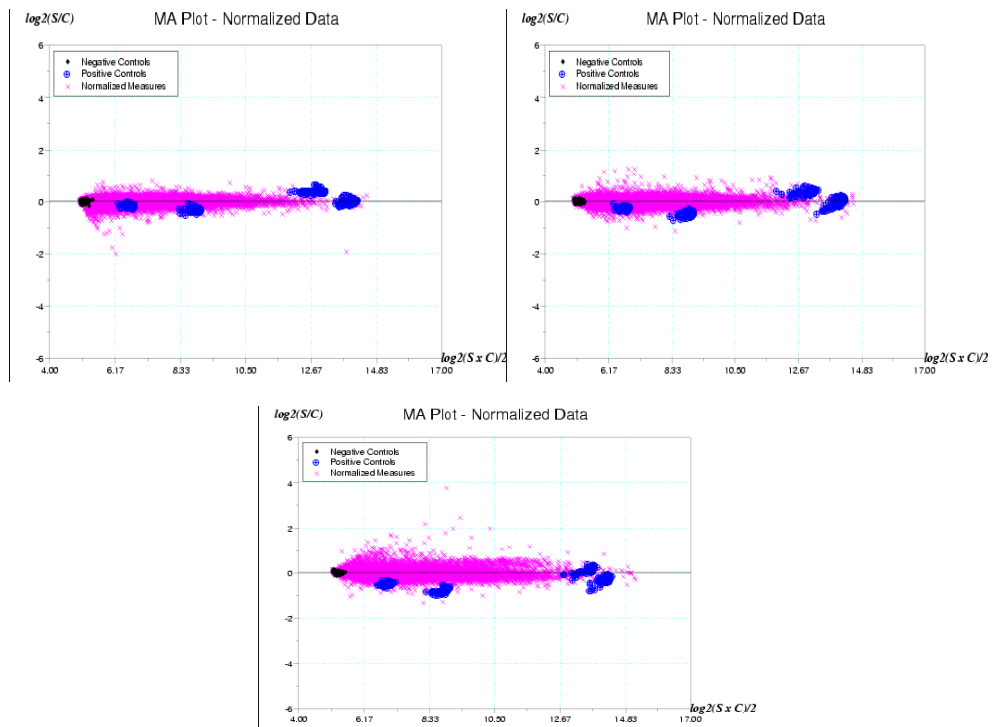 log2(S/C)
MA Plot - Normalized Data
6
Negative Controls
Positive Controls
Normalized Measures
4
2
0
-2
-4
-6
log2(S x C)/2
4.00 6.17 8.33 10.50 12.67 14.83 17.00
log2(S/C)
MA Plot - Normalized Data
6
Negative Controls
Positive Controls
Normalized Measures
4
2
0
-2
-4
-6
log2(S x C)/2
4.00 6.17 8.33 10.50 12.67 14.83 17.00
log2(S/C)
MA Plot - Normalized Data
6
Negative Controls
Positive Controls
Normalized Measures
4
2
0
-2
-4
-6
log2(S x C)/2
4.00 6.17 8.33 10.50 12.67 14.83 17.00